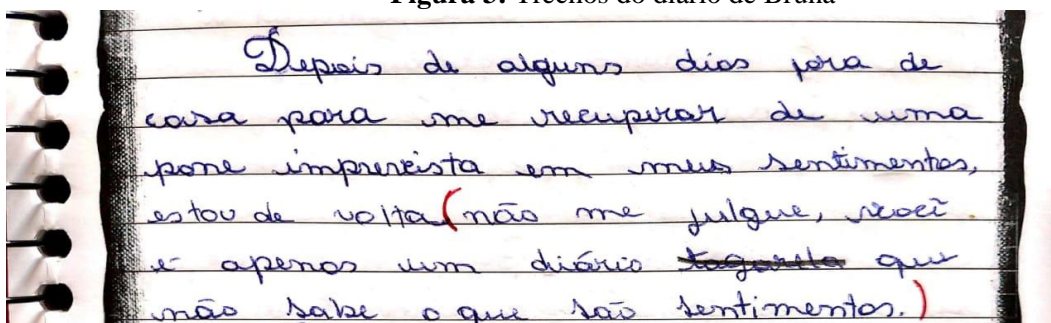 Figura 3: Trechos do diário de Bruna
Depois de alguns dias fora de
casa para me recuperar de uma
pane imprevista em meus sentimentos,
estou de volta (não me julgue, você
é apenas um diário tagarela que
não sabe o que são sentimentos.)